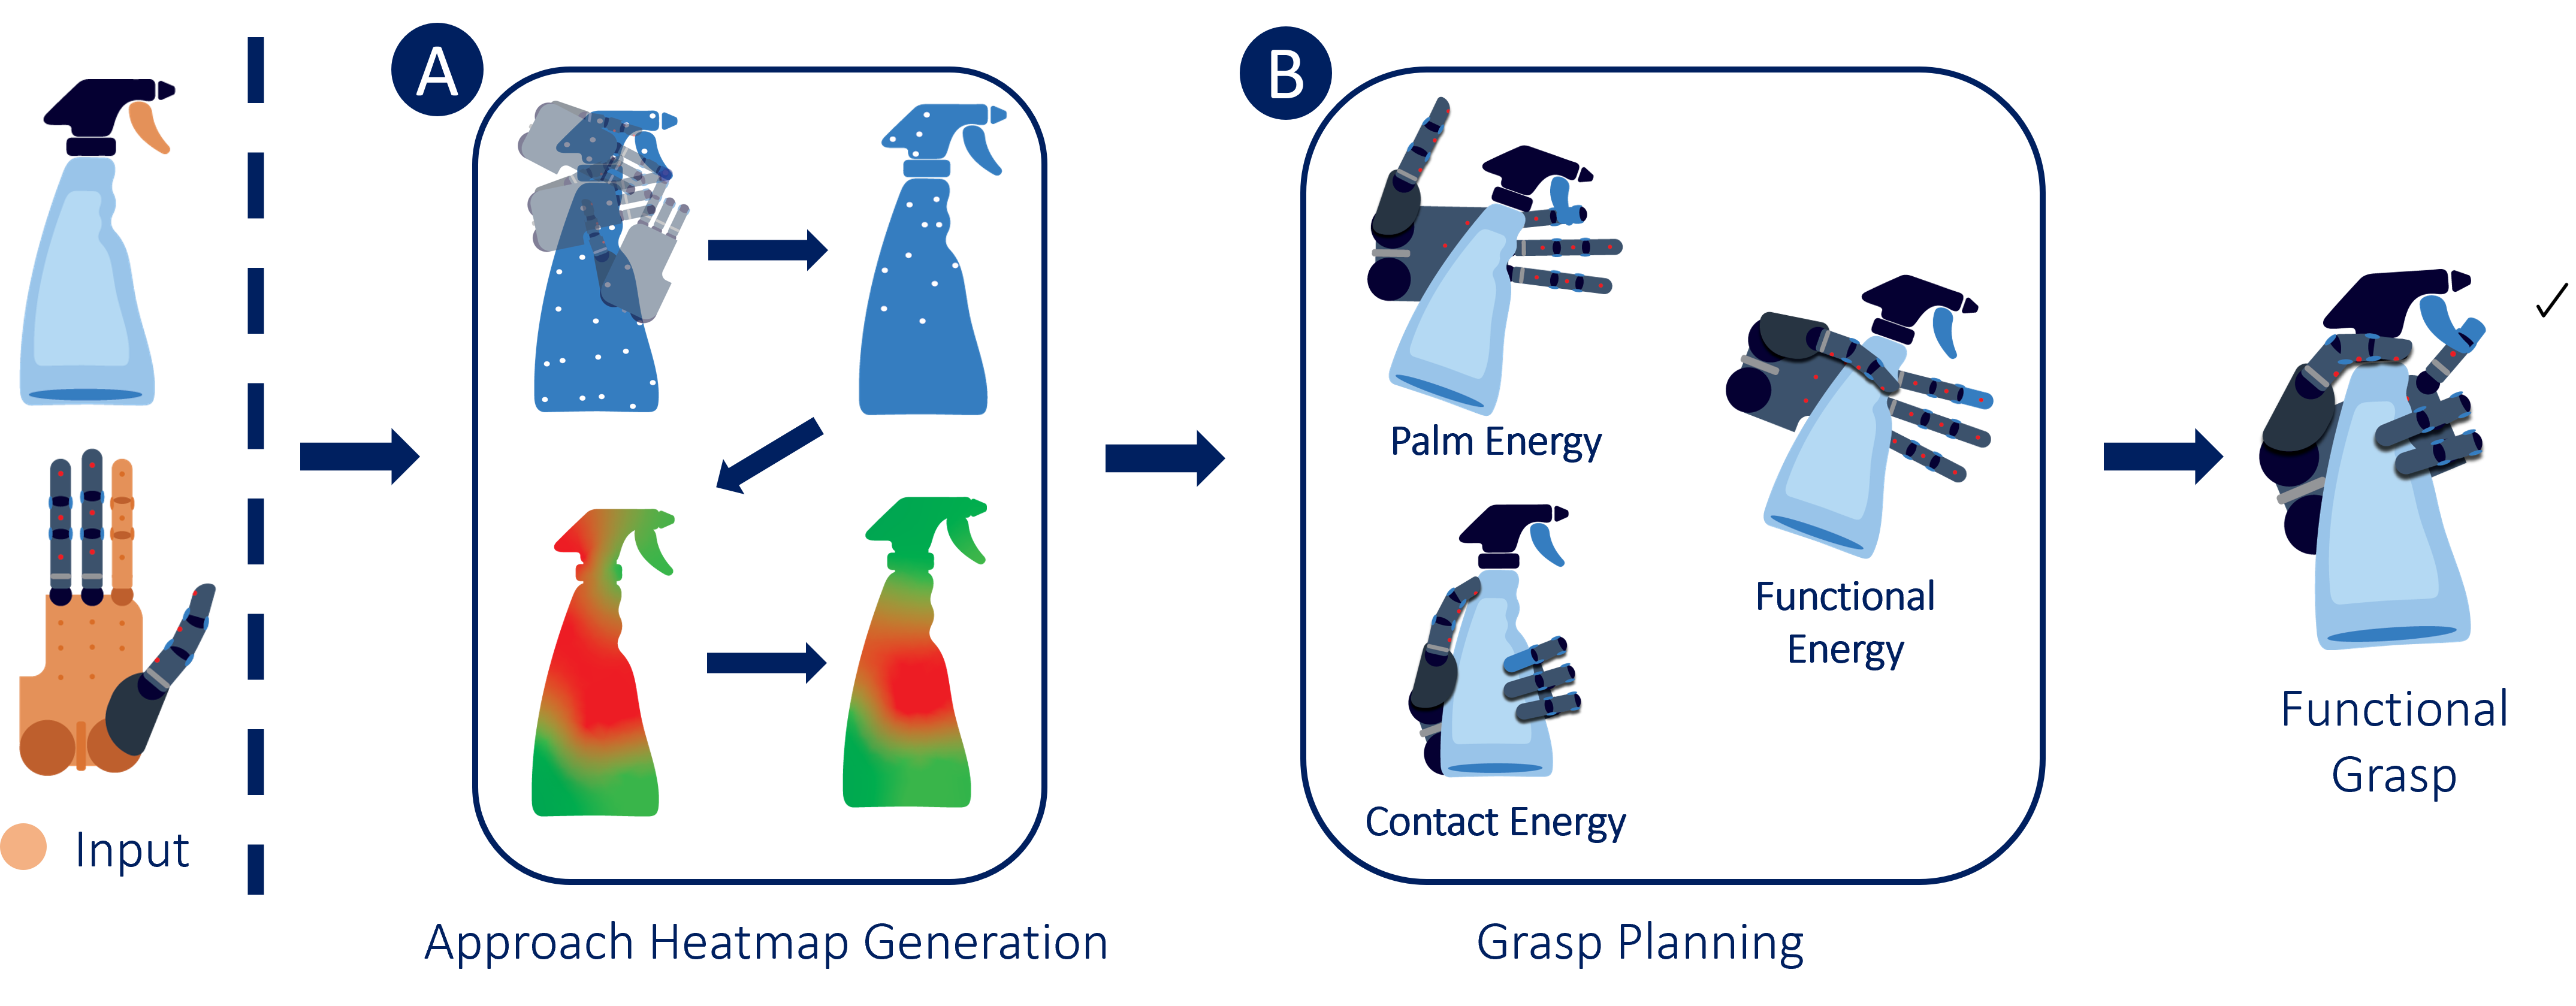 Input
A
Approach Heatmap Generation
B
Palm Energy
Functional
Energy
Contact Energy
Grasp Planning
Functional
Grasp